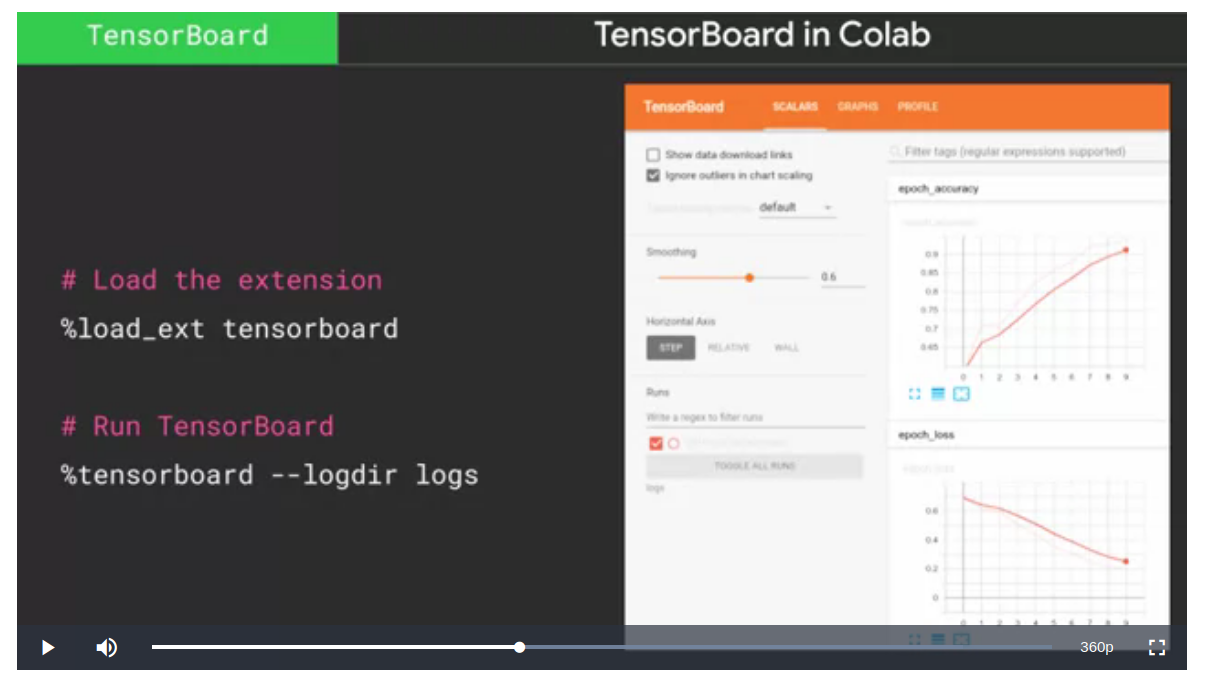 TensorBoard
TensorBoard in Colab
# Load the extension
%load_ext tensorboard
# Run TensorBoard
%tensorboard --logdir logs
TensorBoard SCALARS GRAPHS PROFILE
Show data download links
Ignore outliers in chart scaling
default
Smoothing
0.6
Horizontal Axis
STEP RELATIVE WALL
Runs
Write a regex to filter runs
TOGGLE ALL RUNS
logs
Filter tags (regular expressions supported)
epoch_accuracy
0.9
0.85
0.8
0.75
0.7
0.65
0 1 2 3 4 5 6 7 8 9
epoch_loss
0.6
0.4
0.2
0
0 1 2 3 4 5 6 7 8 9
360p